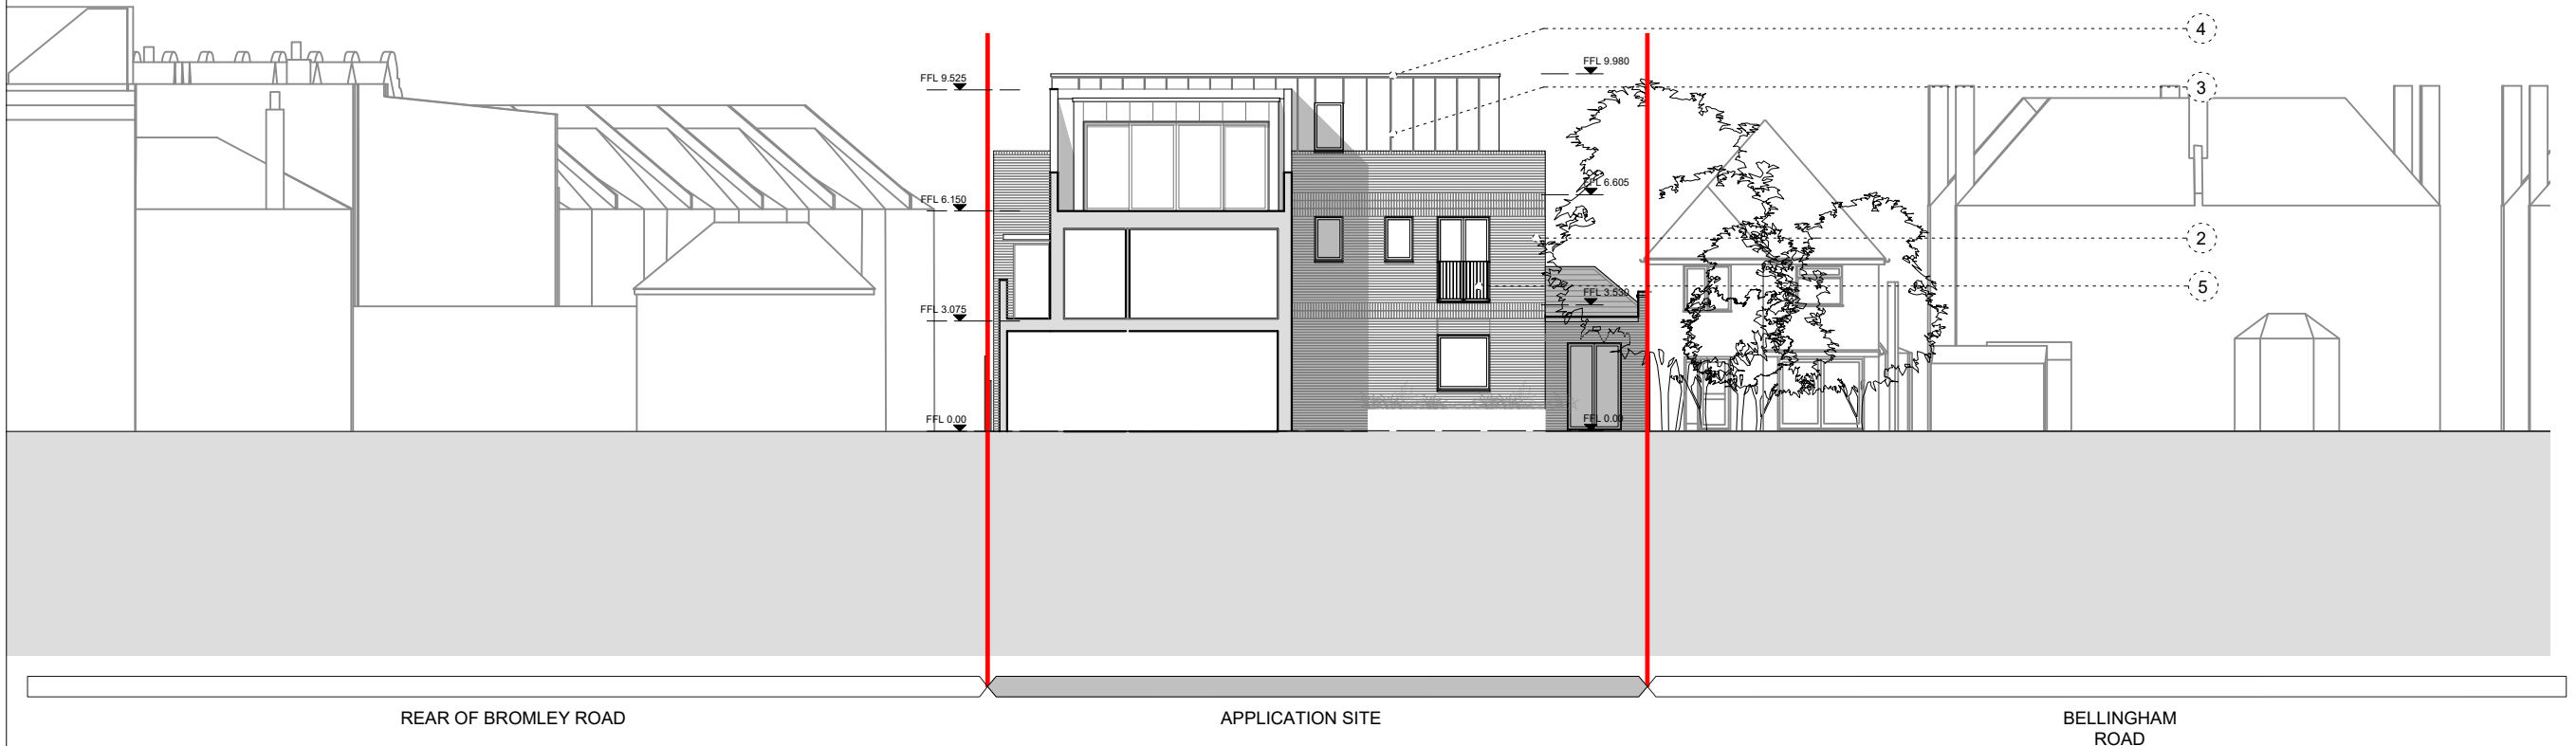 4
FFL 9.980
FFL 9.525
3
FFL 6.605
FFL 6.150
2
5
FFL 3.530
FFL 3.075
FFL 0.00
FFL 0.00
REAR OF BROMLEY ROAD
APPLICATION SITE
BELLINGHAM
ROAD